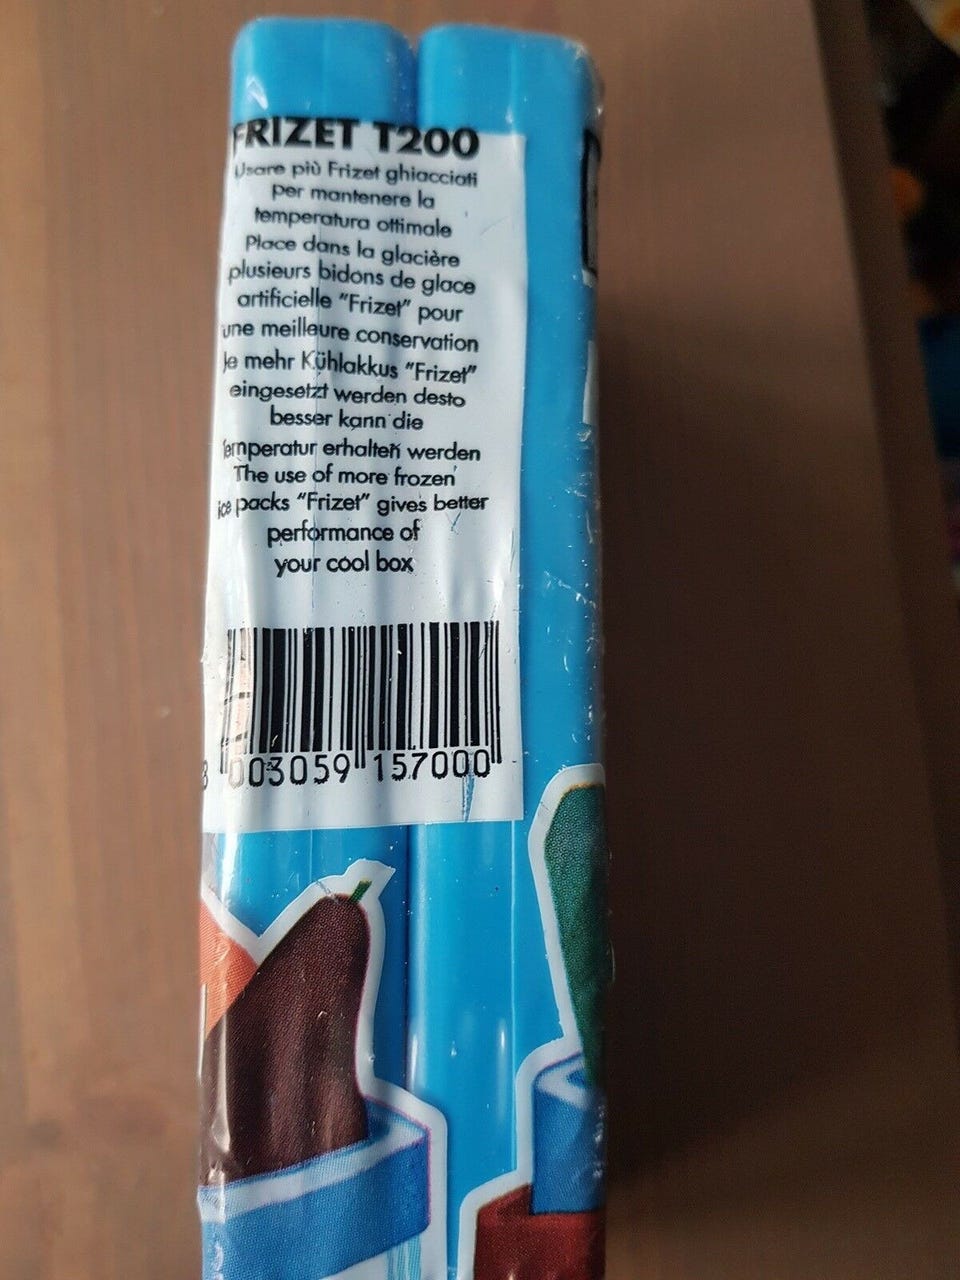 FRIZET T200
Usare più Frizet ghiacciati
per mantenere la
temperatura ottimale
Place dans la glacière
plusieurs bidons de glace
artificielle "Frizet" pour
une meilleure conservation
Je mehr Kühlakkus "Frizet"
eingesetzt werden desto
besser kann die
Temperatur erhalten werden
The use of more frozen
ice packs "Frizet" gives better
performance of
your cool box
8 003059 157000